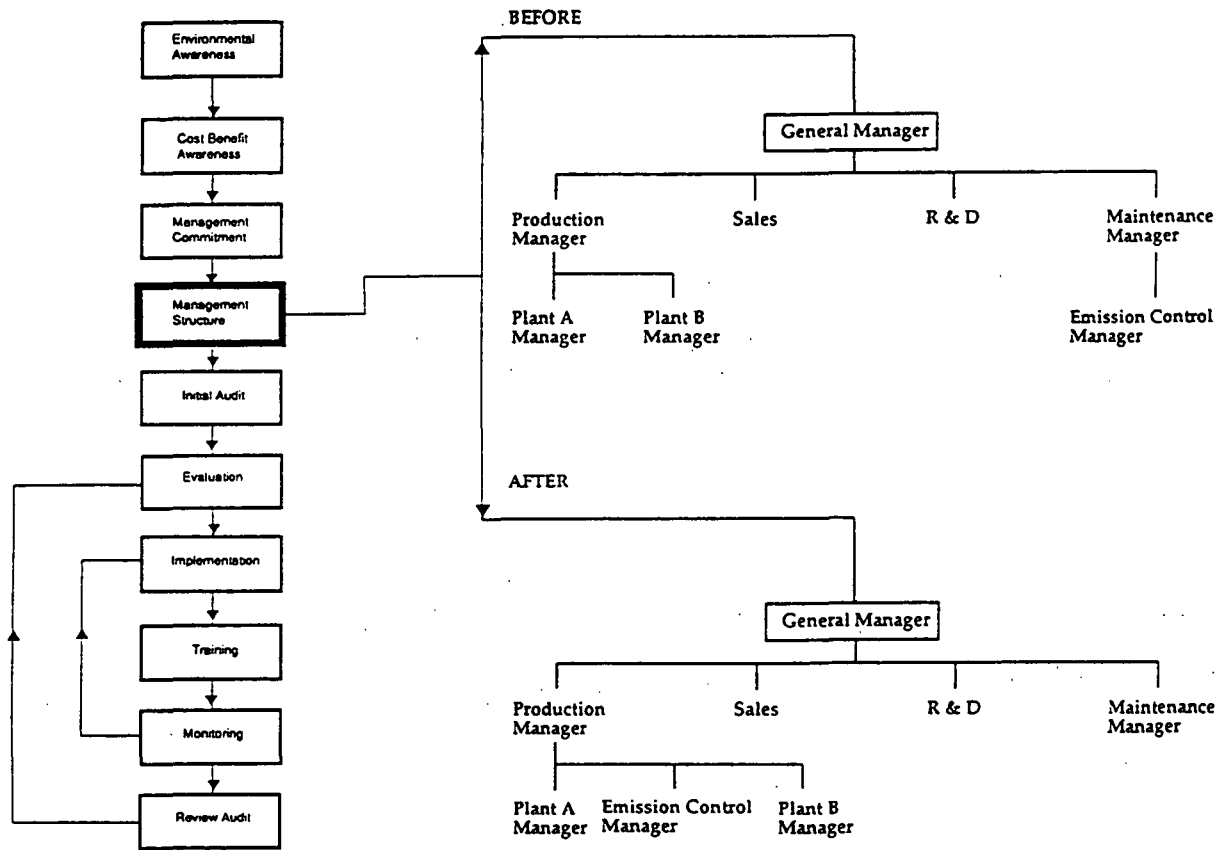 Environmental
Awareness
Cost Benefit
Awareness
Management
Commitment
Management
Structure
Initial Audit
Evaluation
Implementation
Training
Monitoring
Review Audit
BEFORE
General Manager
Production
Manager
Sales
R & D
Maintenance
Manager
Plant A
Manager
Plant B
Manager
Emission Control
Manager
AFTER
General Manager
Production
Manager
Sales
R & D
Maintenance
Manager
Plant A
Manager
Emission Control
Manager
Plant B
Manager